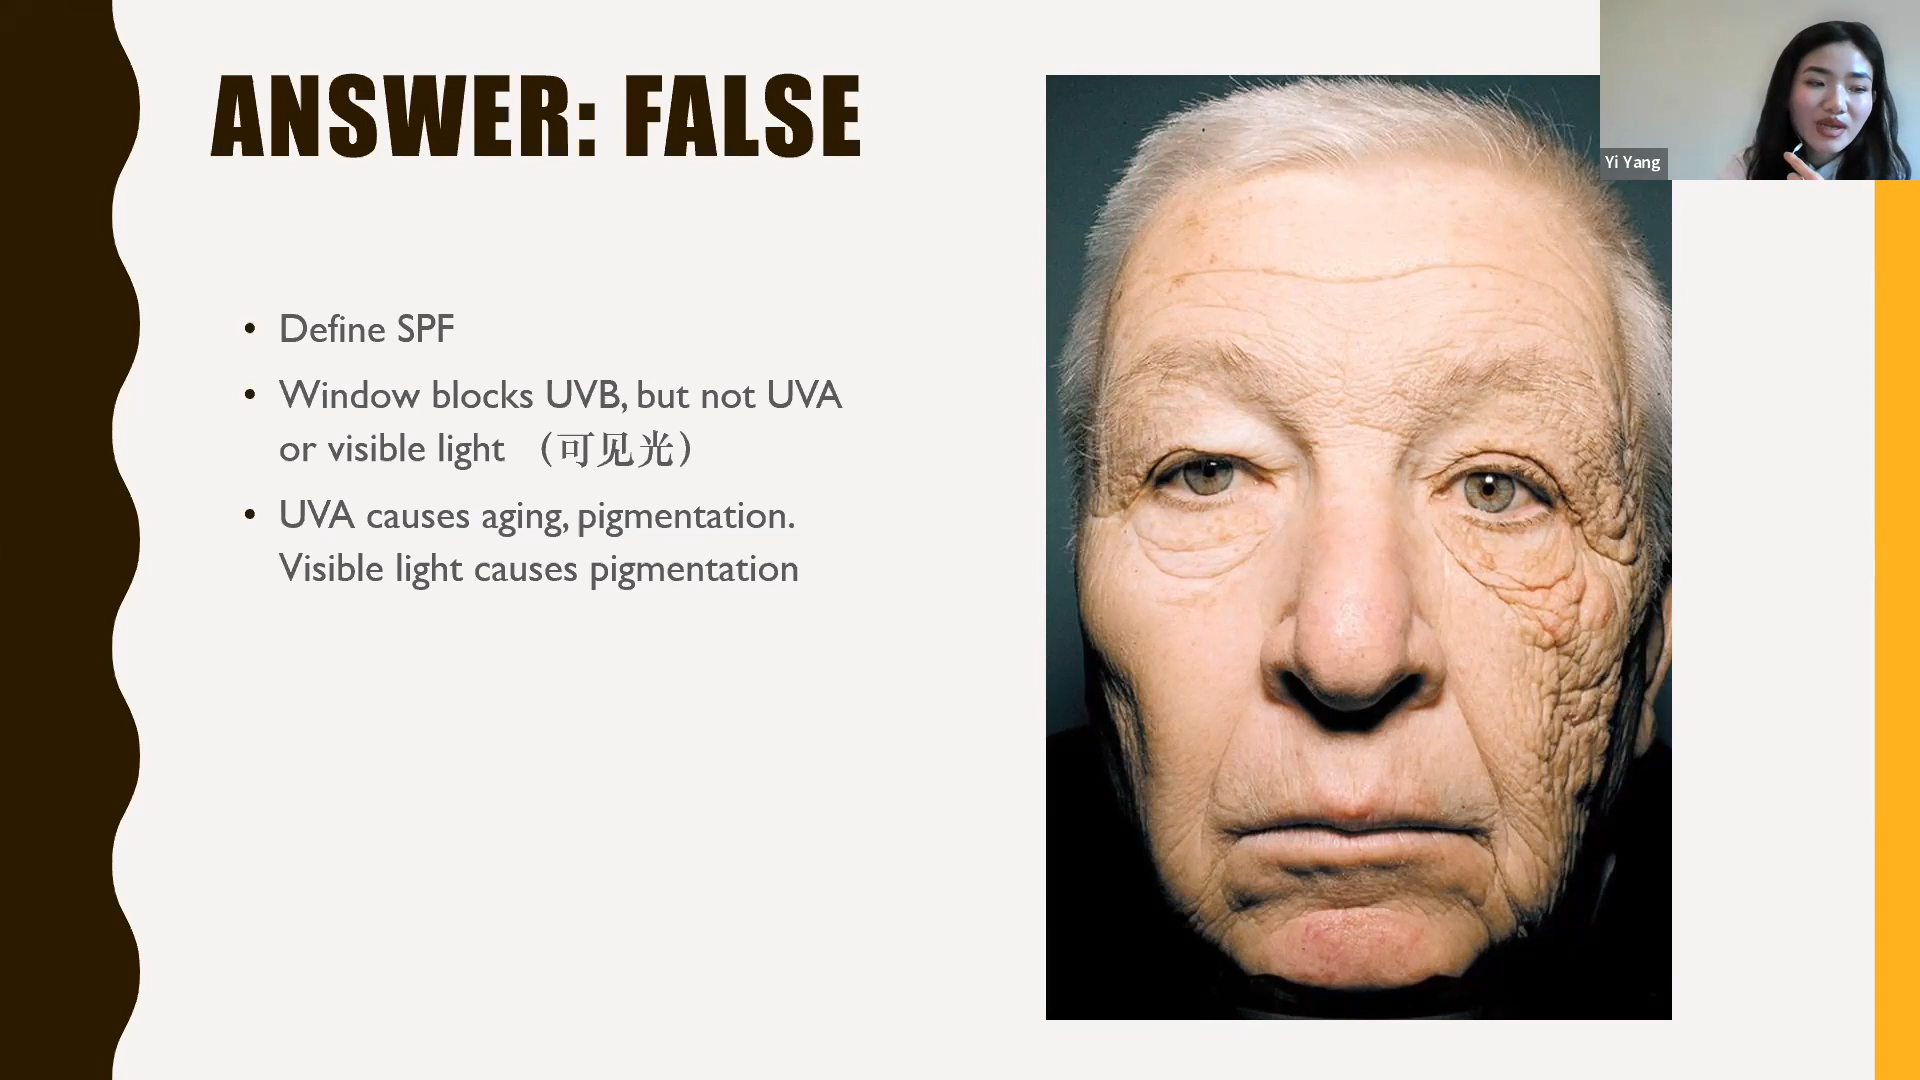 ANSWER: FALSE
Yi Yang
• Define SPF
• Window blocks UVB, but not UVA
or visible light （可见光）
• UVA causes aging, pigmentation.
Visible light causes pigmentation